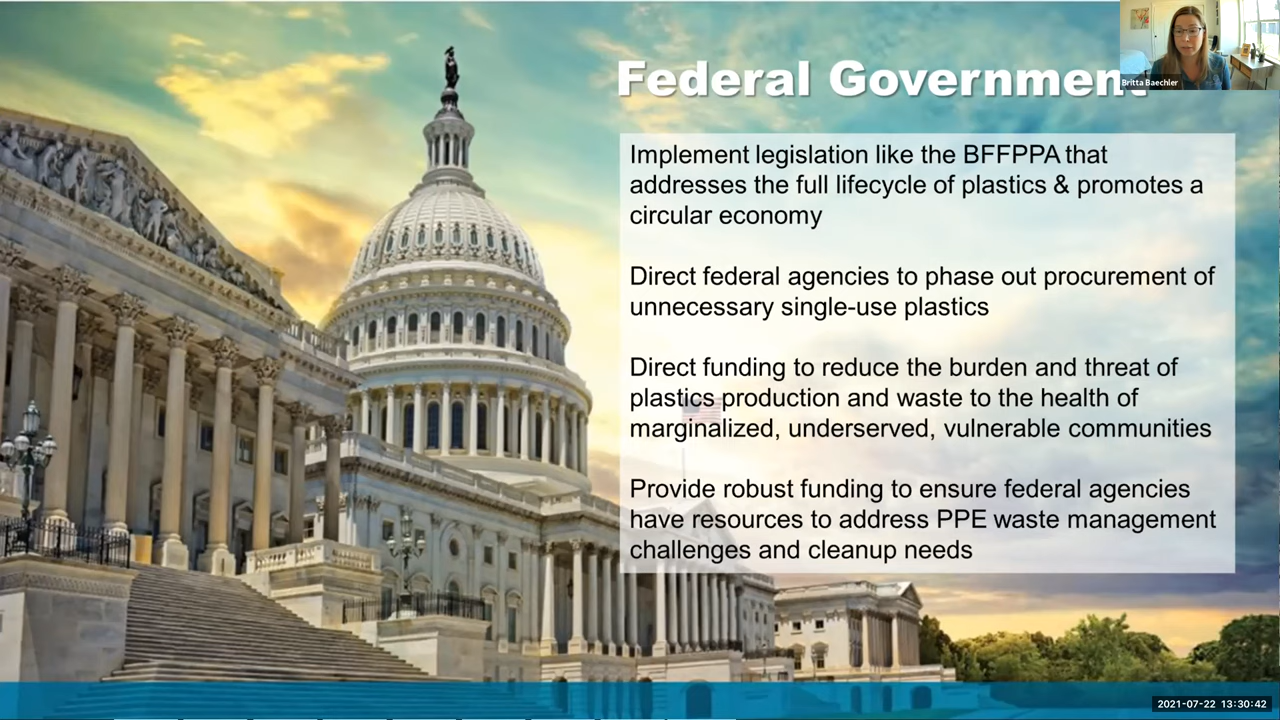 Federal Government
Britta Baechler
Implement legislation like the BFFPPA that
addresses the full lifecycle of plastics & promotes a
circular economy
Direct federal agencies to phase out procurement of
unnecessary single-use plastics
Direct funding to reduce the burden and threat of
plastics production and waste to the health of
marginalized, underserved, vulnerable communities
Provide robust funding to ensure federal agencies
have resources to address PPE waste management
challenges and cleanup needs
2021-07-22 13:30:42